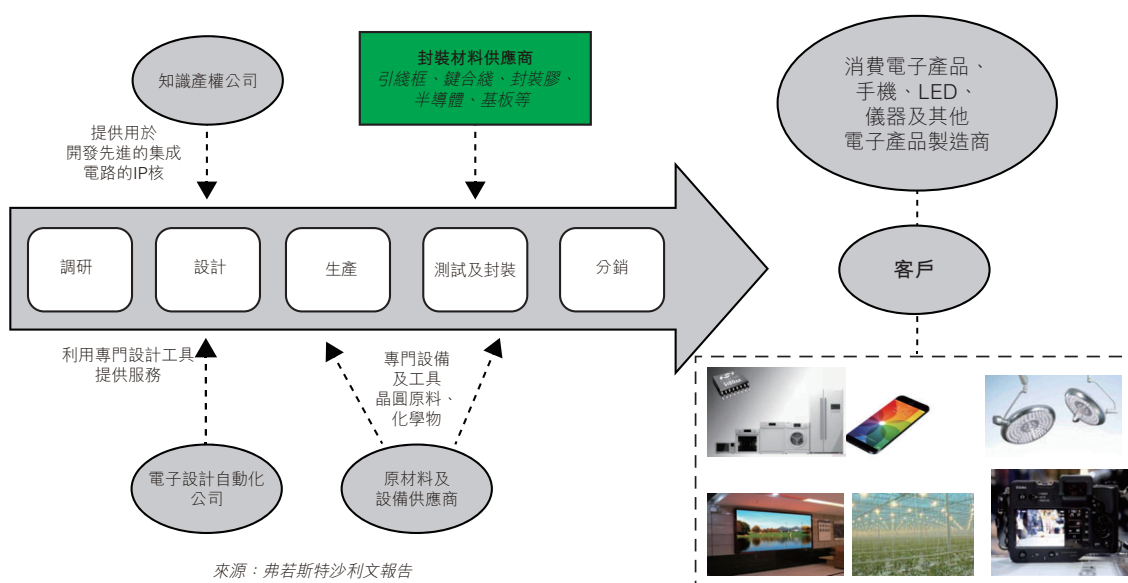 知識產權公司
封裝材料供應商
引綫框、鍵合綫、封裝膠、
半導體、基板等
消費電子產品、
手機、LED、
儀器及其他
電子產品製造商
提供用於
開發先進的集成
電路的IP核
調研
設計
生產
測試及封裝
分銷
客戶
利用專門設計工具
提供服務
專門設備
及工具
晶圓原料、
化學物
電子設計自動化
公司
原材料及
設備供應商
來源：弗若斯特沙利文報告